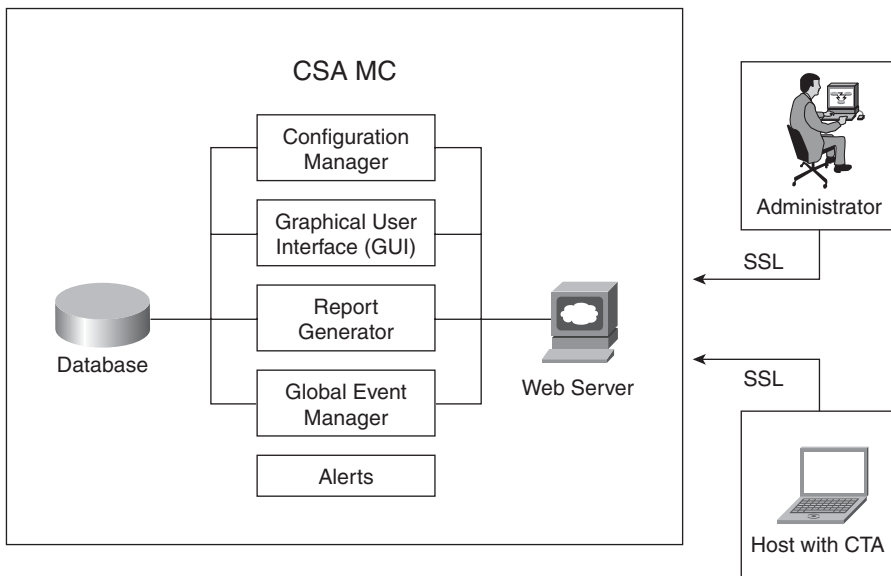 CSA MC
Configuration
Manager
Graphical User
Interface (GUI)
Report
Generator
Global Event
Manager
Alerts
Database
Web Server
Administrator
SSL
SSL
Host with CTA